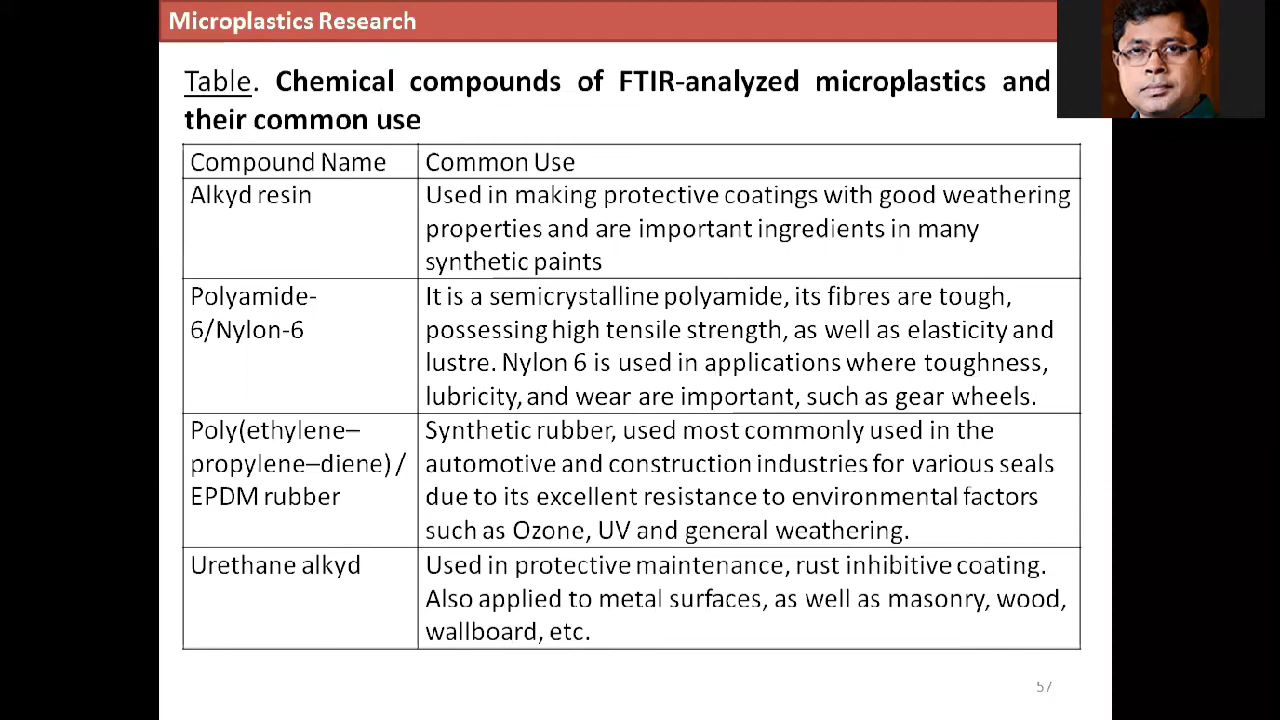 Microplastics Research
Table. Chemical compounds of FTIR-analyzed microplastics and
their common use
Compound Name
Common Use
Alkyd resin
Used in making protective coatings with good weathering
properties and are important ingredients in many
synthetic paints
Polyamide-
6/Nylon-6
It is a semicrystalline polyamide, its fibres are tough,
possessing high tensile strength, as well as elasticity and
lustre. Nylon 6 is used in applications where toughness,
lubricity, and wear are important, such as gear wheels.
Poly(ethylene–
propylene–diene) /
EPDM rubber
Synthetic rubber, used most commonly used in the
automotive and construction industries for various seals
due to its excellent resistance to environmental factors
such as Ozone, UV and general weathering.
Urethane alkyd
Used in protective maintenance, rust inhibitive coating.
Also applied to metal surfaces, as well as masonry, wood,
wallboard, etc.
57